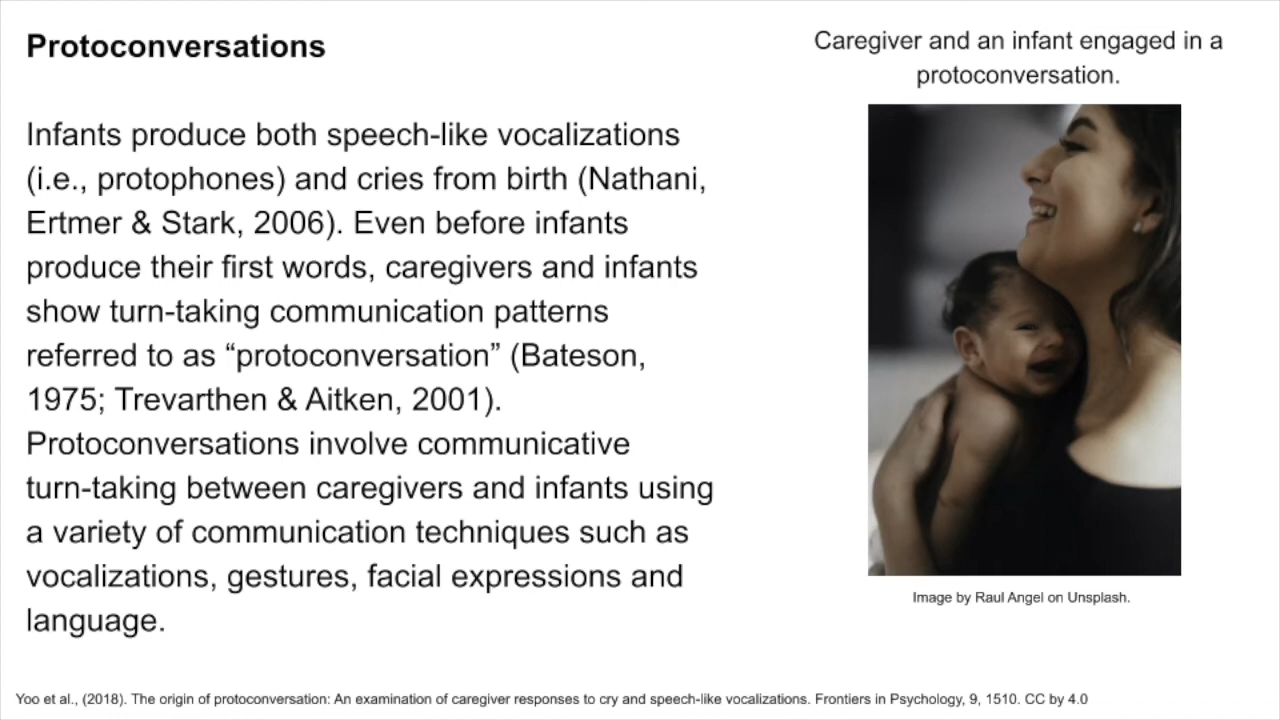 Protoconversations
Infants produce both speech-like vocalizations
(i.e., protophones) and cries from birth (Nathani,
Ertmer & Stark, 2006). Even before infants
produce their first words, caregivers and infants
show turn-taking communication patterns
referred to as “protoconversation” (Bateson,
1975; Trevarthen & Aitken, 2001).
Protoconversations involve communicative
turn-taking between caregivers and infants using
a variety of communication techniques such as
vocalizations, gestures, facial expressions and
language.
Caregiver and an infant engaged in a
protoconversation.
Image by Raul Angel on Unsplash.
Yoo et al., (2018). The origin of protoconversation: An examination of caregiver responses to cry and speech-like vocalizations. Frontiers in Psychology, 9, 1510. CC by 4.0